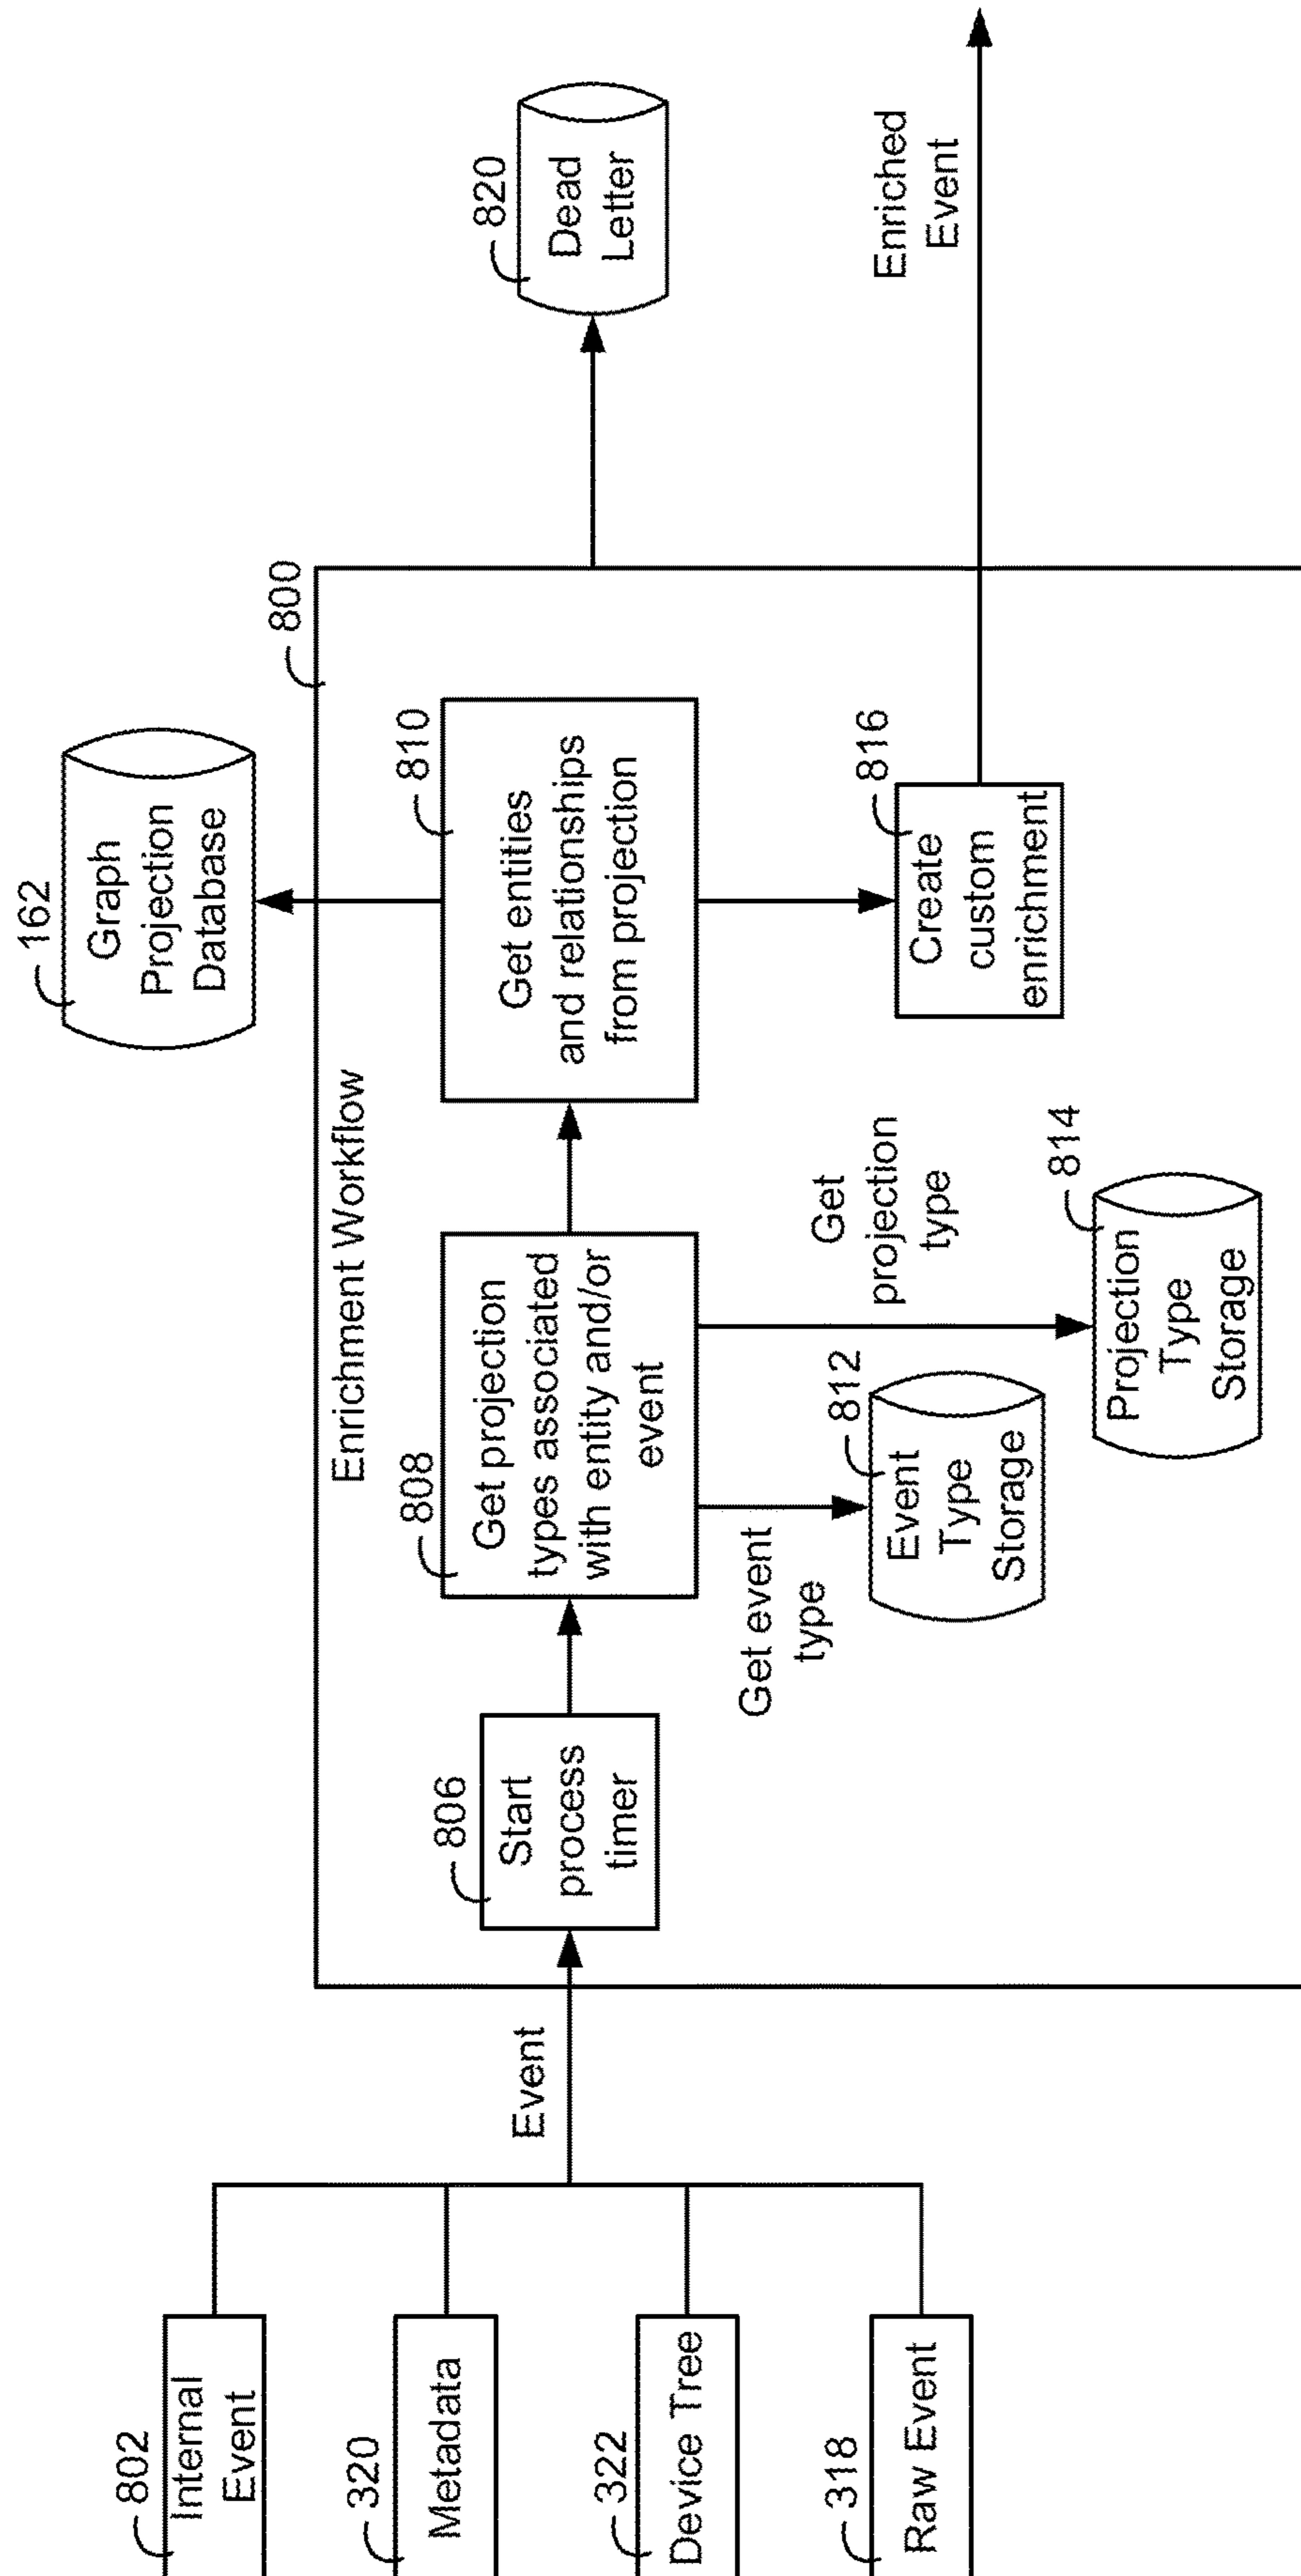 802
Internal
Event
320
Metadata
322
Device Tree
318
Raw Event
Event
800
Enrichment Workflow
806
Start
process
timer
808
Get projection
types associated
with entity and/or
event
Get event
type
812
Event
Type
Storage
Get
projection
type
814
Projection
Type
Storage
810
Get entities
and relationships
from projection
162
Graph
Projection
Database
816
Create
custom
enrichment
820
Dead
Letter
Enriched
Event